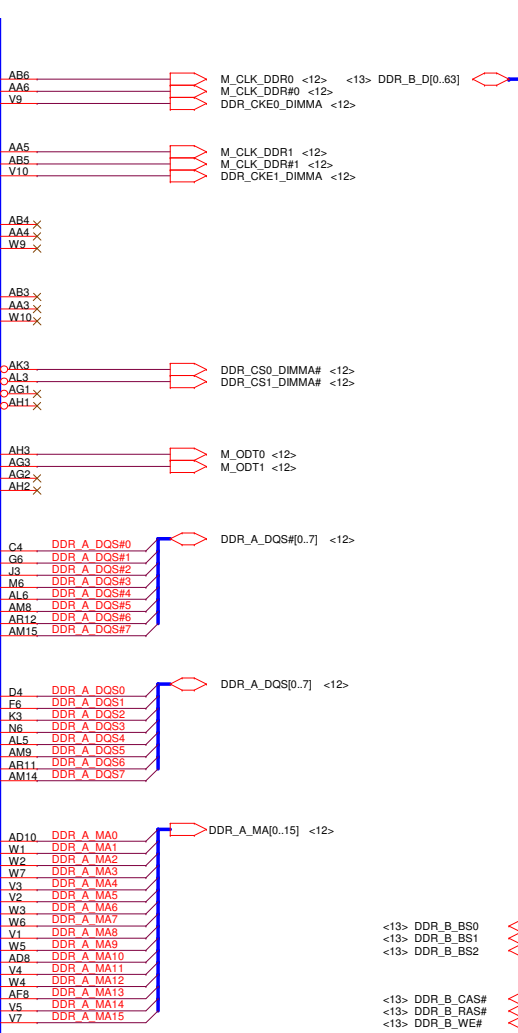 AB6 M_CLK_DDR0 <12> <13> DDR_B_D[0..63]
AA6 M_CLK_DDR#0 <12>
V9 DDR_CKE0_DIMMA <12>
AA5 M_CLK_DDR1 <12>
AB5 M_CLK_DDR#1 <12>
V10 DDR_CKE1_DIMMA <12>
AB4
AA4
W9
AB3
AA3
W10
AK3 DDR_CS0_DIMMA# <12>
AL3 DDR_CS1_DIMMA# <12>
AG1
AH1
AH3 M_ODT0 <12>
AG3 M_ODT1 <12>
AG2
AH2
DDR_A_DQS#[0..7] <12>
C4 DDR_A_DQS#0
G6 DDR_A_DQS#1
J3 DDR_A_DQS#2
M6 DDR_A_DQS#3
AL6 DDR_A_DQS#4
AM8 DDR_A_DQS#5
AR12 DDR_A_DQS#6
AM15 DDR_A_DQS#7
DDR_A_DQS[0..7] <12>
D4 DDR_A_DQS0
F6 DDR_A_DQS1
K3 DDR_A_DQS2
N6 DDR_A_DQS3
AL5 DDR_A_DQS4
AM9 DDR_A_DQS5
AR11 DDR_A_DQS6
AM14 DDR_A_DQS7
DDR_A_MA[0..15] <12>
AD10 DDR_A_MA0
W1 DDR_A_MA1
W2 DDR_A_MA2
W7 DDR_A_MA3
V3 DDR_A_MA4
V2 DDR_A_MA5
W3 DDR_A_MA6
W6 DDR_A_MA7
V1 DDR_A_MA8
W5 DDR_A_MA9
AD8 DDR_A_MA10
V4 DDR_A_MA11
W4 DDR_A_MA12
AF8 DDR_A_MA13
V5 DDR_A_MA14
V7 DDR_A_MA15
<13> DDR_B_BS0
<13> DDR_B_BS1
<13> DDR_B_BS2
<13> DDR_B_CAS#
<13> DDR_B_RAS#
<13> DDR_B_WE#